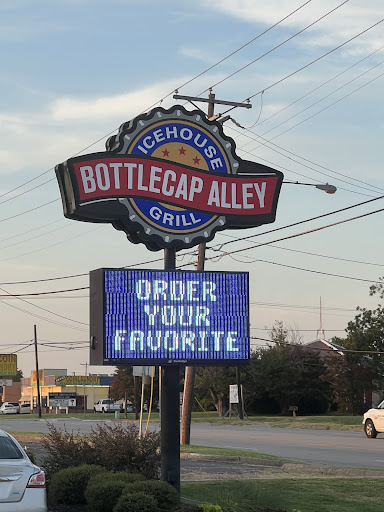 ICEHOUSE
BOTTLECAP ALLEY
GRILL
ORDER
YOUR
FAVORITE